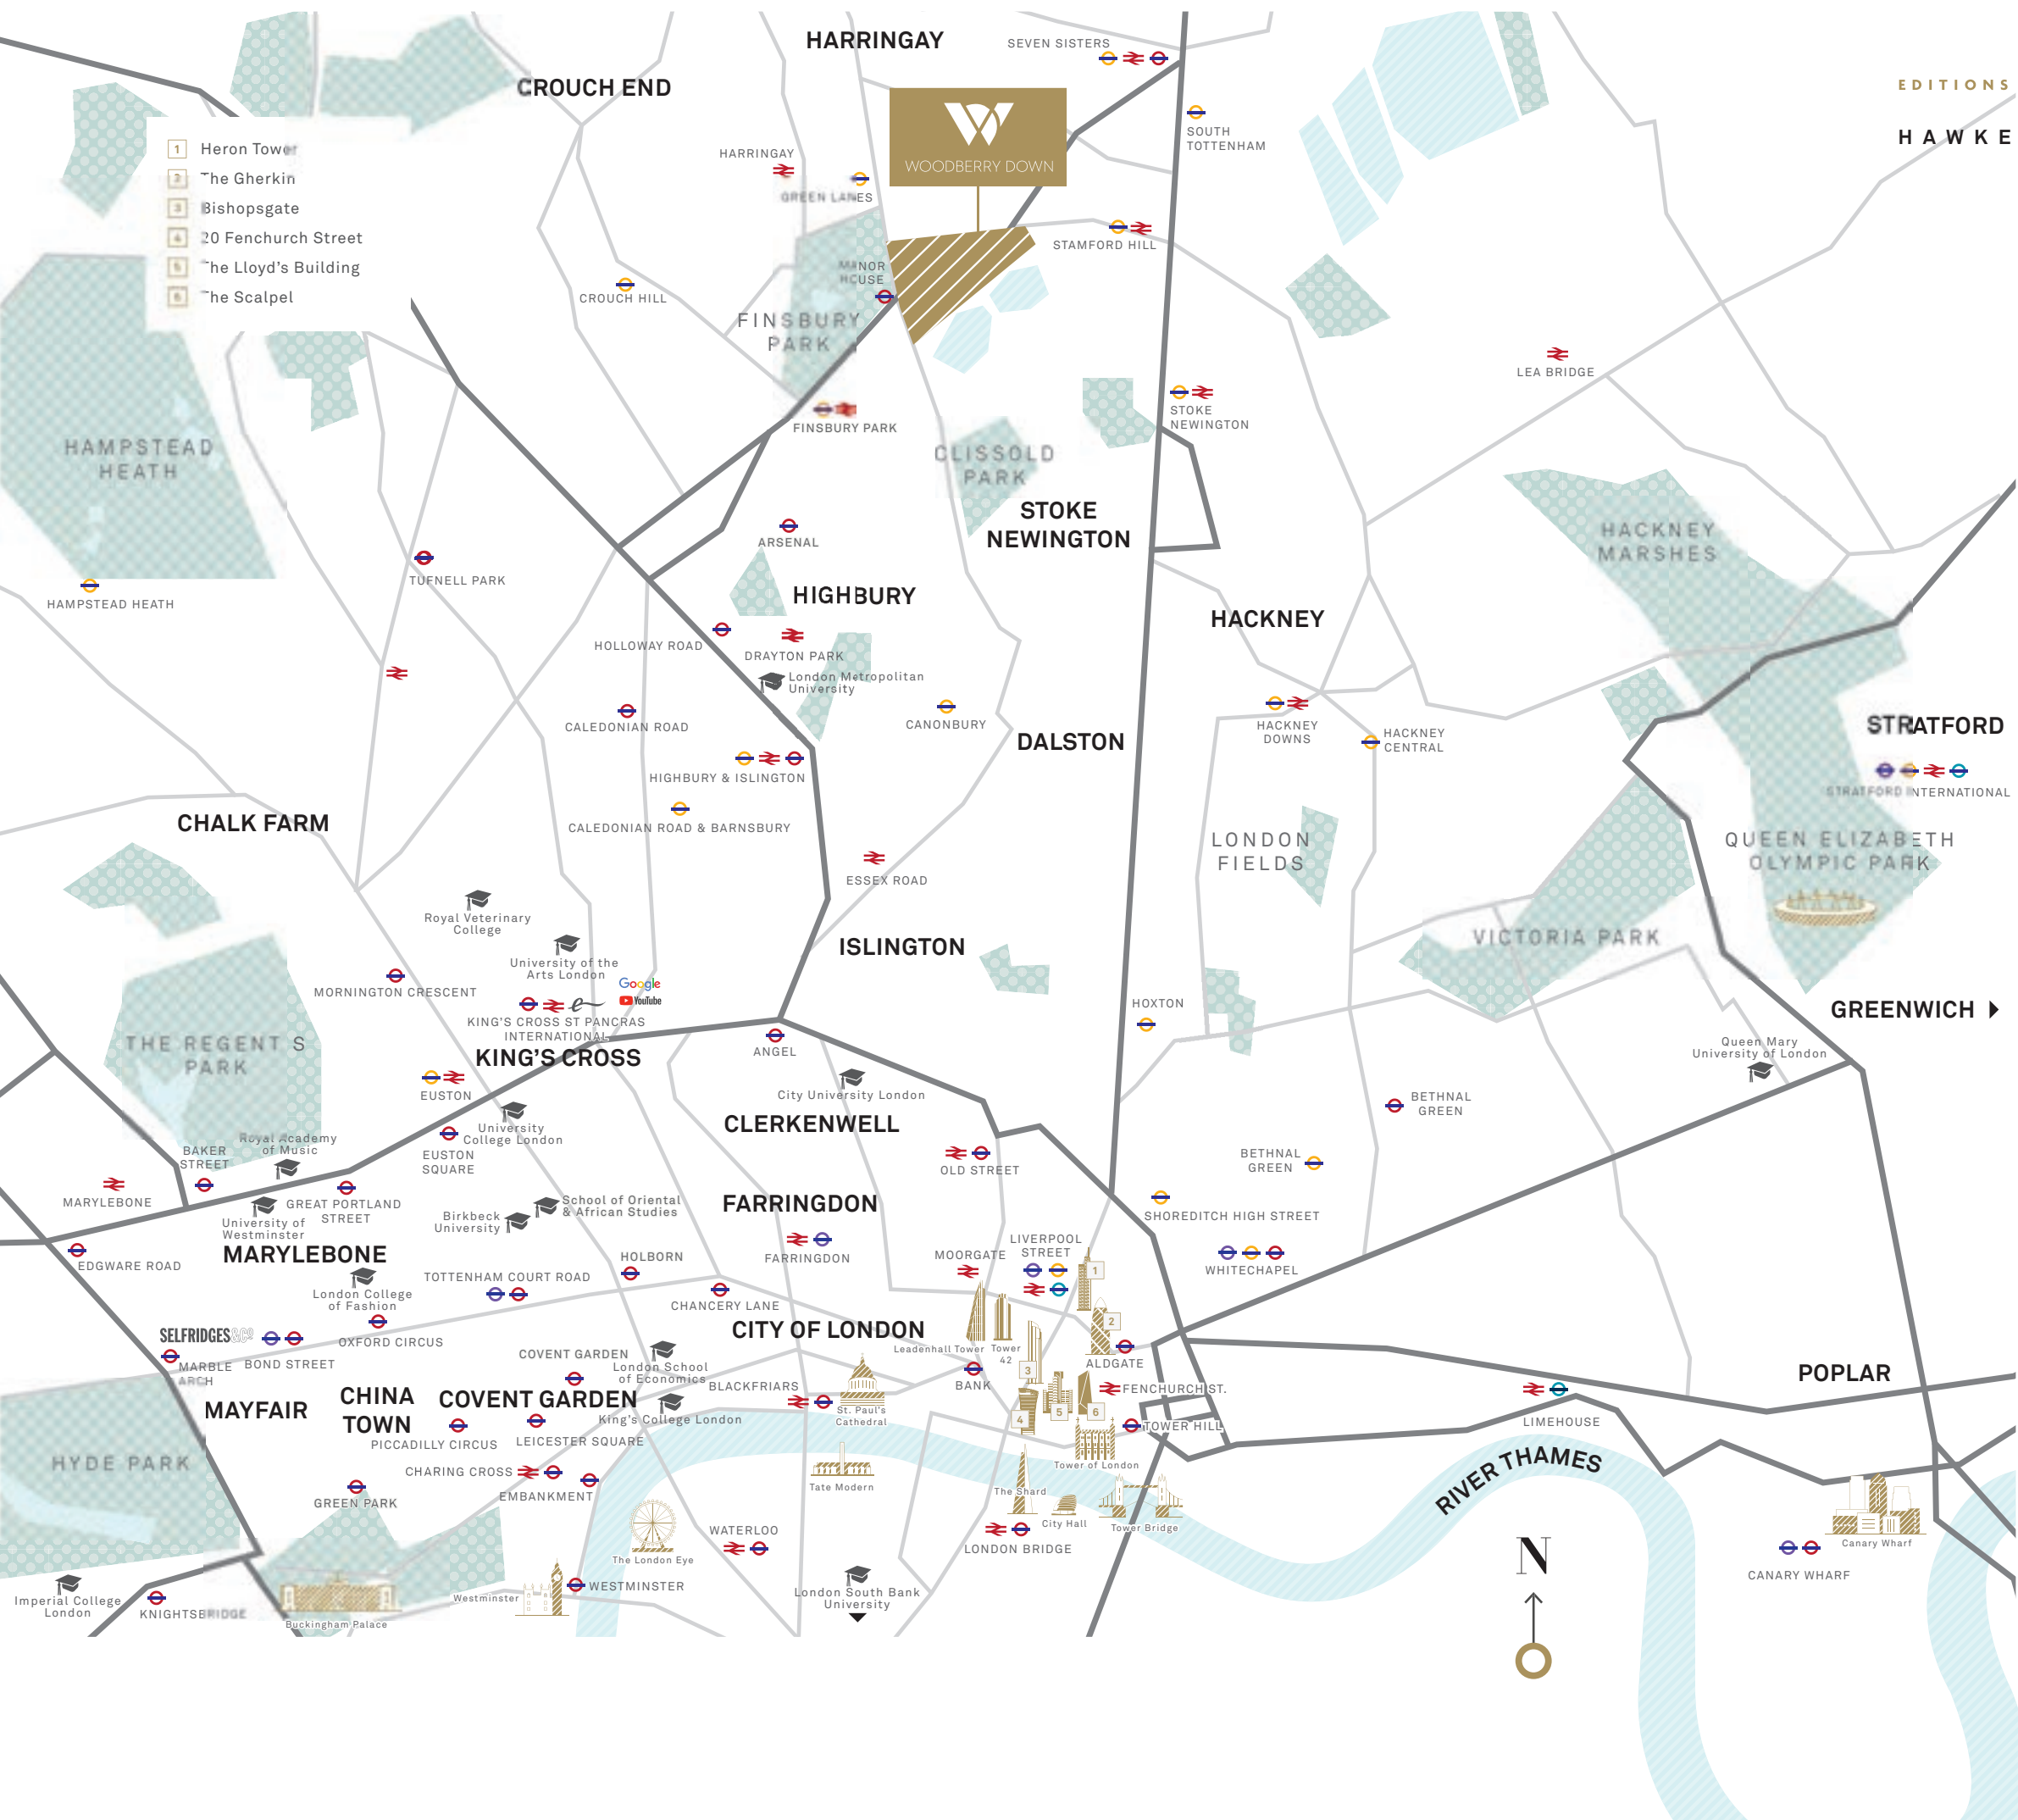 HARRINGAY
SEVEN SISTERS
CROUCH END
EDITIONS
HAWKE
WOODBERRY DOWN
SOUTH
TOTTENHAM
1 Heron Tower
2 The Gherkin
3 Bishopsgate
4 20 Fenchurch Street
5 The Lloyd's Building
6 The Scalpel
HARRINGAY
GREEN LANES
STAMFORD HILL
MANOR
HOUSE
CROUCH HILL
FINSBURY
PARK
LEA BRIDGE
STOKE
NEWINGTON
FINSBURY PARK
HAMPSTEAD
HEATH
CLISSOLD
PARK
STOKE
NEWINGTON
HACKNEY
MARSHES
ARSENAL
TUFNELL PARK
HAMPSTEAD HEATH
HIGHBURY
HACKNEY
HOLLOWAY ROAD
DRAYTON PARK
London Metropolitan
University
CALEDONIAN ROAD
CANONBURY
DALSTON
HACKNEY
DOWNS
HACKNEY
CENTRAL
STRATFORD
STRATFORD INTERNATIONAL
HIGHBURY & ISLINGTON
CHALK FARM
CALEDONIAN ROAD & BARNSBURY
LONDON
FIELDS
QUEEN ELIZABETH
OLYMPIC PARK
ESSEX ROAD
Royal Veterinary
College
VICTORIA PARK
ISLINGTON
University of the
Arts London
Google
YouTube
MORNINGTON CRESCENT
KING'S CROSS ST PANCRAS
INTERNATIONAL
KING'S CROSS
HOXTON
GREENWICH
THE REGENT S
PARK
ANGEL
Queen Mary
University of London
EUSTON
City University London
BETHNAL
GREEN
CLERKENWELL
University
College London
Royal Academy
of Music
BAKER
STREET
EUSTON
SQUARE
OLD STREET
BETHNAL
GREEN
MARYLEBONE
GREAT PORTLAND
STREET
School of Oriental
& African Studies
Birkbeck
University
FARRINGDON
SHOREDITCH HIGH STREET
University of
Westminster
MARYLEBONE
EDGWARE ROAD
HOLBORN
FARRINGDON
MOORGATE
LIVERPOOL
STREET
WHITECHAPEL
1
TOTTENHAM COURT ROAD
London College
of Fashion
CHANCERY LANE
2
CITY OF LONDON
SELFRIDGES&Co
OXFORD CIRCUS
Leadenhall Tower
Tower
42
MARBLE
ARCH
BOND STREET
COVENT GARDEN
London School
of Economics
ALDGATE
3
POPLAR
BLACKFRIARS
BANK
FENCHURCH ST.
CHINA
TOWN
COVENT GARDEN
MAYFAIR
King's College London
St. Paul's
Cathedral
4
5
6
TOWER HILL
LIMEHOUSE
PICCADILLY CIRCUS
LEICESTER SQUARE
HYDE PARK
CHARING CROSS
Tower of London
RIVER THAMES
EMBANKMENT
Tate Modern
The Shard
GREEN PARK
City Hall
Tower Bridge
WATERLOO
LONDON BRIDGE
Canary Wharf
N
The London Eye
CANARY WHARF
WESTMINSTER
Westminster
London South Bank
University
Imperial College
London
KNIGHTSBRIDGE
Buckingham Palace